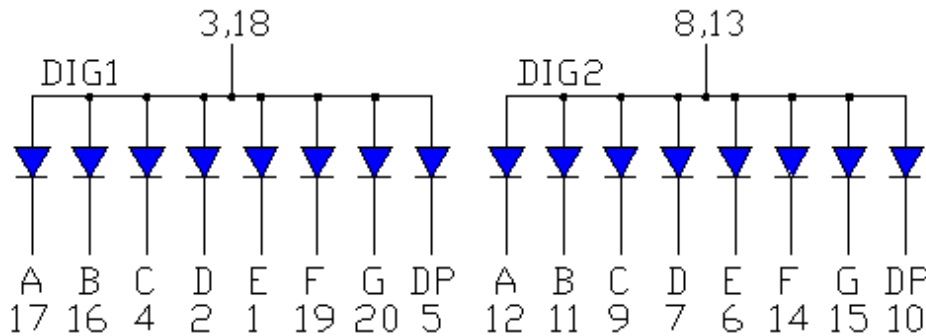 3,18 8,13
DIG1 DIG2
A B C D E F G DP A B C D E F G DP
17 16 4 2 1 19 20 5 12 11 9 7 6 14 15 10